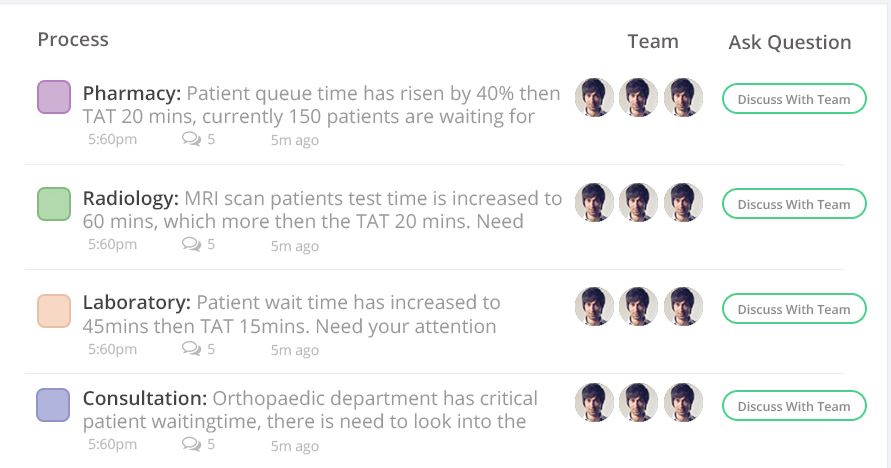 Process Team Ask Question
Pharmacy: Patient queue time has risen by 40% then
TAT 20 mins, currently 150 patients are waiting for
5:60pm 5 5m ago
Discuss With Team
Radiology: MRI scan patients test time is increased to
60 mins, which more then the TAT 20 mins. Need
5:60pm 5 5m ago
Discuss With Team
Laboratory: Patient wait time has increased to
45mins then TAT 15mins. Need your attention
5:60pm 5 5m ago
Discuss With Team
Consultation: Orthopaedic department has critical
patient waitingtime, there is need to look into the
5:60pm 5 5m ago
Discuss With Team